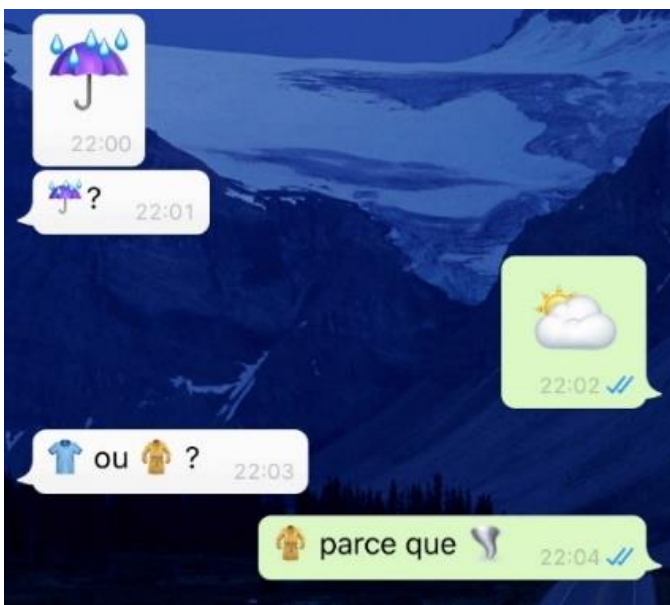 ☔ 22:00
☔? 22:01
🌥️ 22:02
👕 ou 🧥 ? 22:03
🧥 parce que 🌪️ 22:04